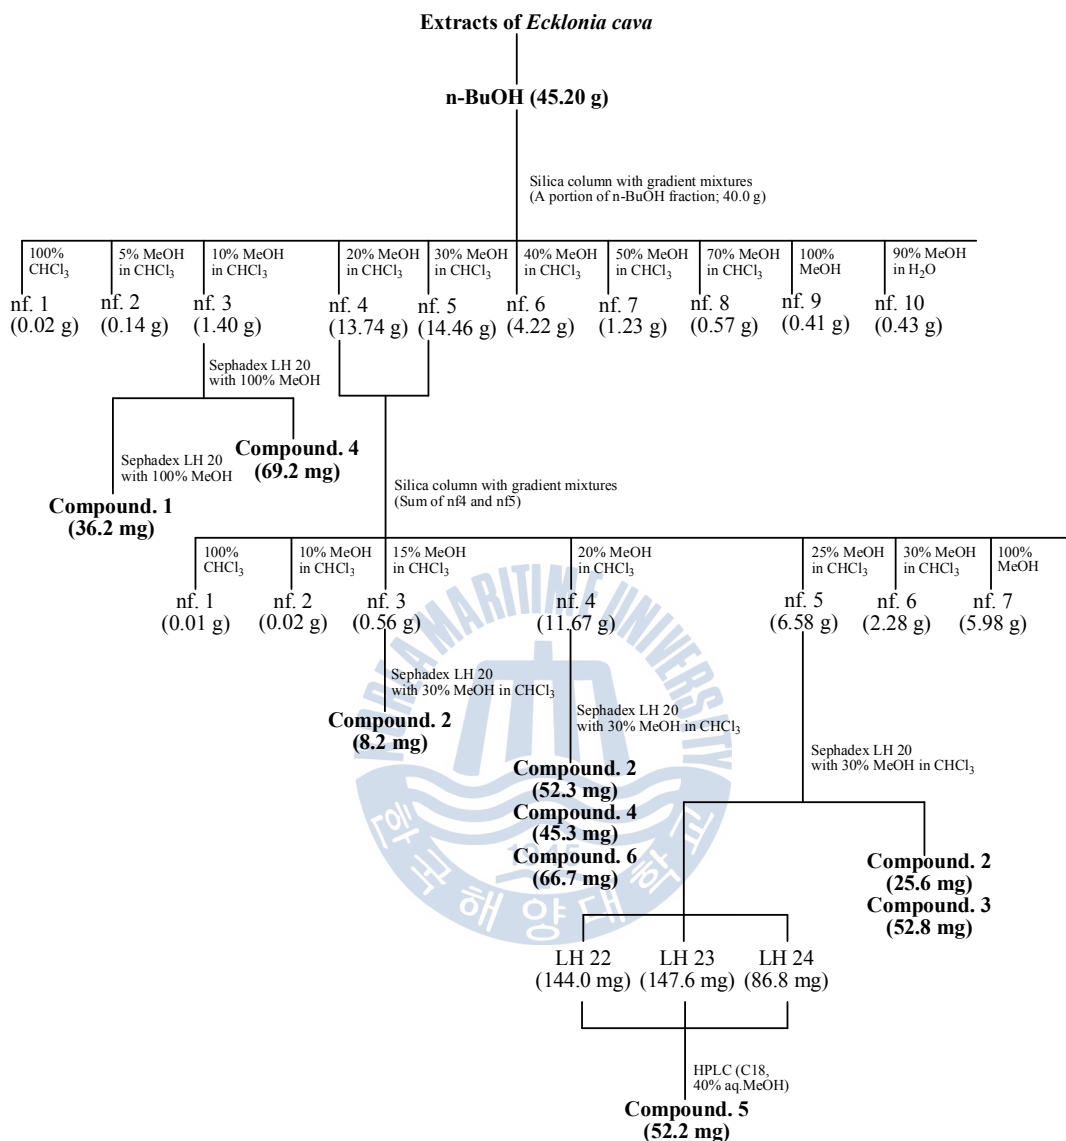 Extracts of Ecklonia cava
n-BuOH (45.20 g)
Silica column with gradient mixtures
(A portion of n-BuOH fraction; 40.0 g)
100%
CHCl3
5% MeOH
in CHCl3
10% MeOH
in CHCl3
20% MeOH
in CHCl3
30% MeOH
in CHCl3
40% MeOH
in CHCl3
50% MeOH
in CHCl3
70% MeOH
in CHCl3
100%
MeOH
90% MeOH
in H2O
nf. 1
(0.02 g)
nf. 2
(0.14 g)
nf. 3
(1.40 g)
nf. 4
(13.74 g)
nf. 5
(14.46 g)
nf. 6
(4.22 g)
nf. 7
(1.23 g)
nf. 8
(0.57 g)
nf. 9
(0.41 g)
nf. 10
(0.43 g)
Sephadex LH 20
with 100% MeOH
Compound. 4
(69.2 mg)
Sephadex LH 20
with 100% MeOH
Compound. 1
(36.2 mg)
Silica column with gradient mixtures
(Sum of nf4 and nf5)
100%
CHCl3
10% MeOH
in CHCl3
15% MeOH
in CHCl3
20% MeOH
in CHCl3
25% MeOH
in CHCl3
30% MeOH
in CHCl3
100%
MeOH
nf. 1
(0.01 g)
nf. 2
(0.02 g)
nf. 3
(0.56 g)
nf. 4
(11.67 g)
nf. 5
(6.58 g)
nf. 6
(2.28 g)
nf. 7
(5.98 g)
Sephadex LH 20
with 30% MeOH in CHCl3
Compound. 2
(8.2 mg)
Sephadex LH 20
with 30% MeOH in CHCl3
Compound. 2
(52.3 mg)
Compound. 4
(45.3 mg)
Compound. 6
(66.7 mg)
Sephadex LH 20
with 30% MeOH in CHCl3
Compound. 2
(25.6 mg)
Compound. 3
(52.8 mg)
LH 22
(144.0 mg)
LH 23
(147.6 mg)
LH 24
(86.8 mg)
HPLC (C18,
40% aq.MeOH)
Compound. 5
(52.2 mg)
KOREA MARITIME UNIVERSITY
1945
한국해양대학교